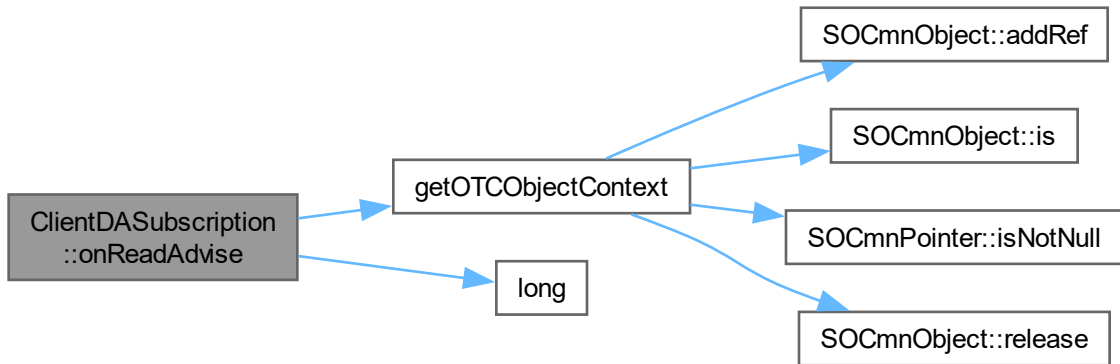 ClientDASubscription
::onReadAdvise
getOTCObjectContext
long
SOCmnObject::addRef
SOCmnObject::is
SOCmnPointer::isNotNull
SOCmnObject::release